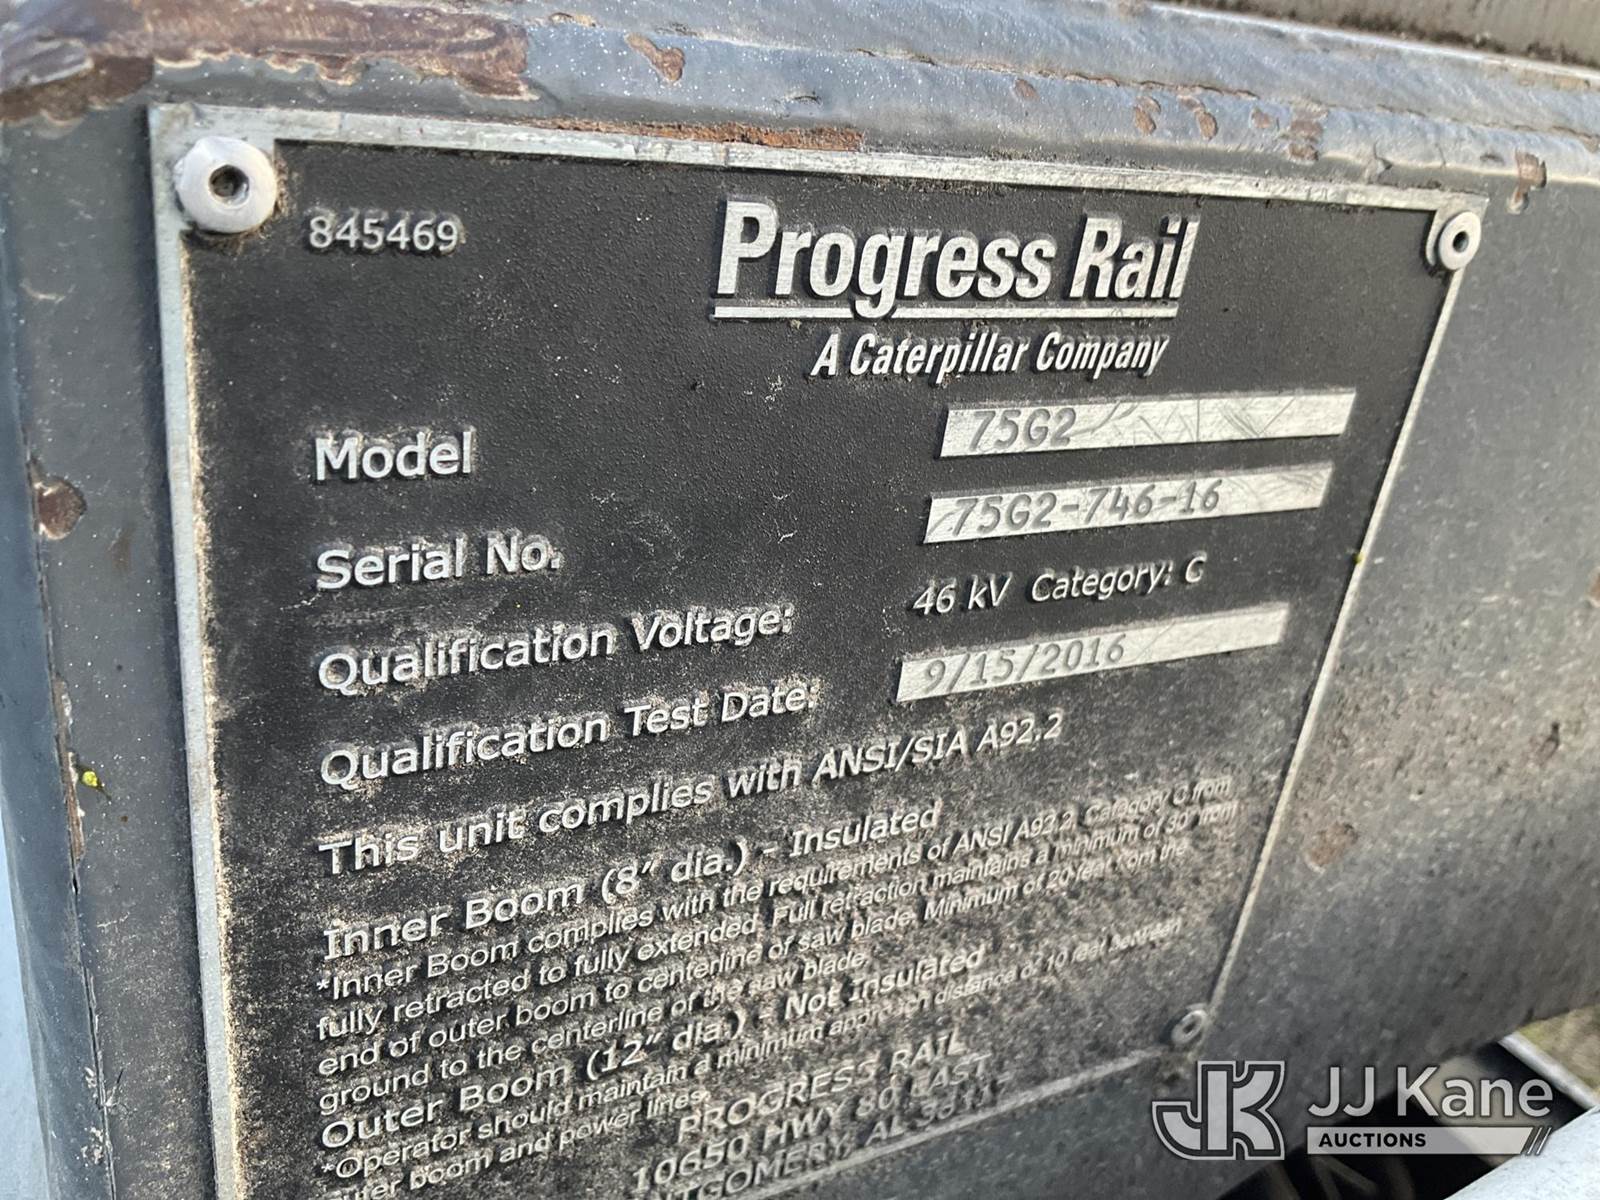 845469
Progress Rail
A Caterpillar Company
Model 75G2
Serial No. 75G2-746-16
Qualification Voltage: 46 kV Category: C
Qualification Test Date: 9/15/2016
This unit complies with ANSI/SIA A92.2
Inner Boom (8" dia.) - Insulated
*Inner Boom complies with the requirements of ANSI A92.2, Category C from
fully retracted to fully extended. Full retraction maintains a minimum of 30" from
end of outer boom to centerline of saw blade. Minimum of 20 feet from the
ground to the centerline of the saw blade.
Outer Boom (12" dia.) - Not Insulated
*Operator should maintain a minimum approach distance of 10 feet between
outer boom and power lines.
PROGRESS RAIL
10650 HWY 80 EAST
MONTGOMERY, AL
JJ Kane
AUCTIONS